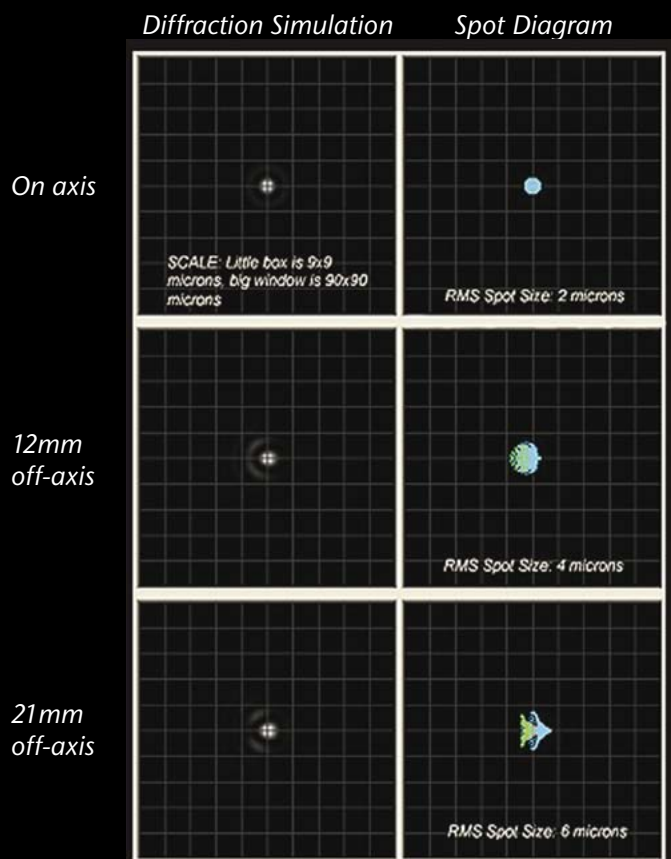 Diffraction Simulation Spot Diagram
On axis
SCALE: Little box is 9x9
microns, big window is 90x90
microns
RMS Spot Size: 2 microns
12mm
off-axis
RMS Spot Size: 4 microns
21mm
off-axis
RMS Spot Size: 6 microns